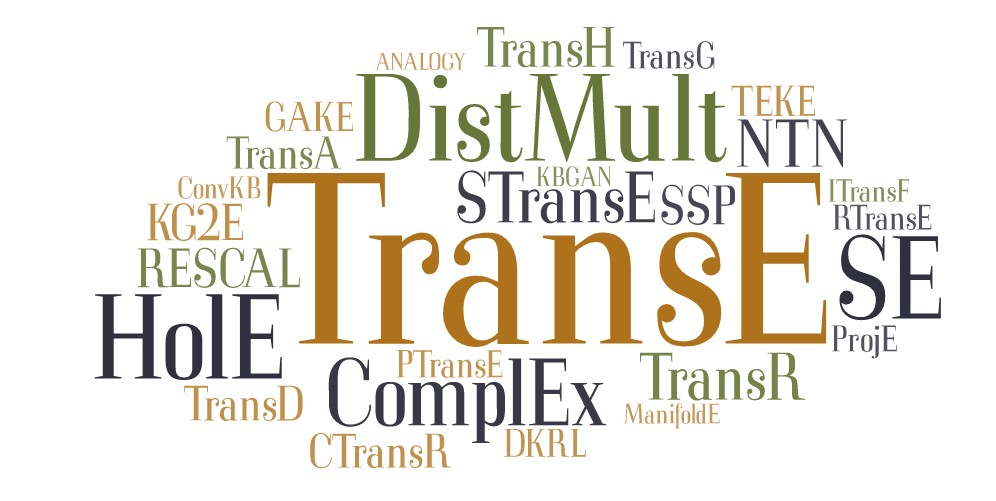 TransH
TransG
ANALOGY
DistMult
TEKE
GAKE
NTN
TransA
KBGAN
STransE
SSP
ConvKB
ITransF
KG2E
RTransE
TransE
SE
RESCAL
HolE
ProjE
PTransE
TransR
ComplEx
TransD
ManifoldE
CTransR
DKRL